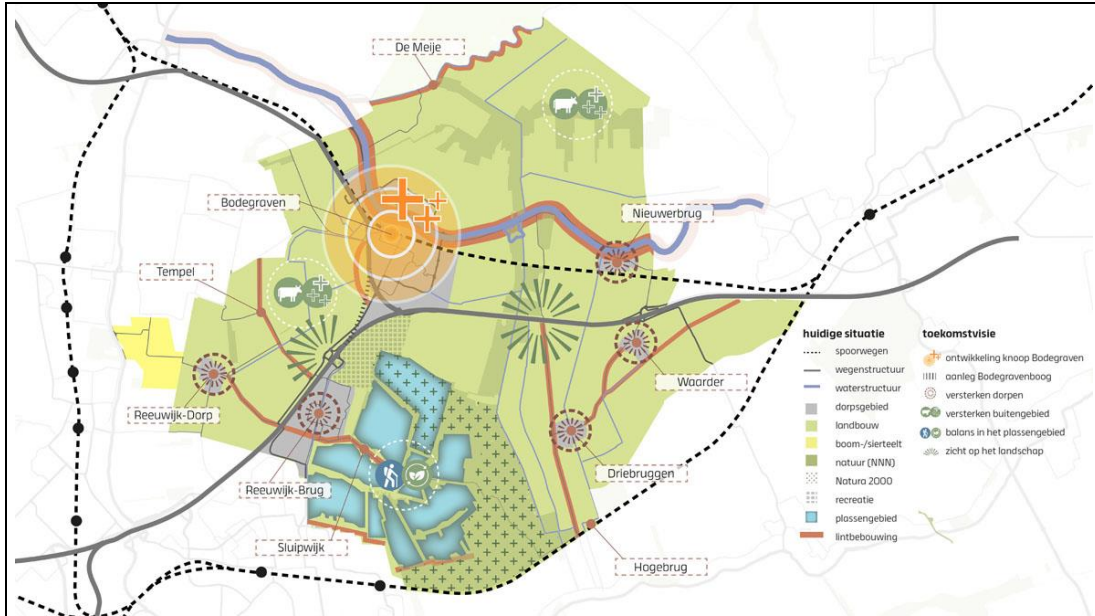 De Meije
Bodegraven
Nieuwerbrug
Tempel
Waarder
Reeuwijk-Dorp
Driebruggen
Reeuwijk-Brug
Sluipwijk
Hogebrug
huidige situatie
spoorwegen
wegenstructuur
waterstructuur
dorpsgebied
landbouw
boom-/sierteelt
natuur (NNN)
Natura 2000
recreatie
plassengebied
lintbebouwing
toekomstvisie
ontwikkeling knoop Bodegraven
aanleg Bodegravenboog
versterken dorpen
versterken buitengebied
balans in het plassengebied
zicht op het landschap